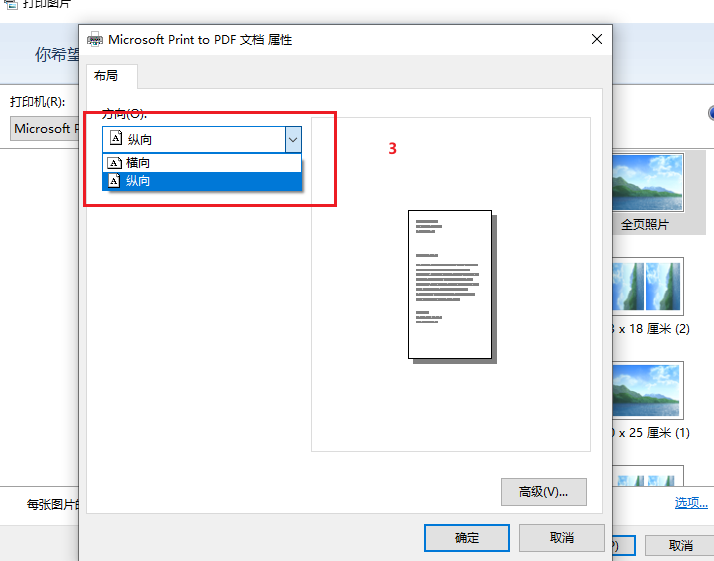 打印图片
Microsoft Print to PDF 文档 属性
你希望
布局
打印机(R):
方向(O):
Microsoft P
纵向
横向
纵向
3
全页照片
x 18 厘米 (2)
x 25 厘米 (1)
高级(V)...
每张图片
选项...
确定
取消
取消